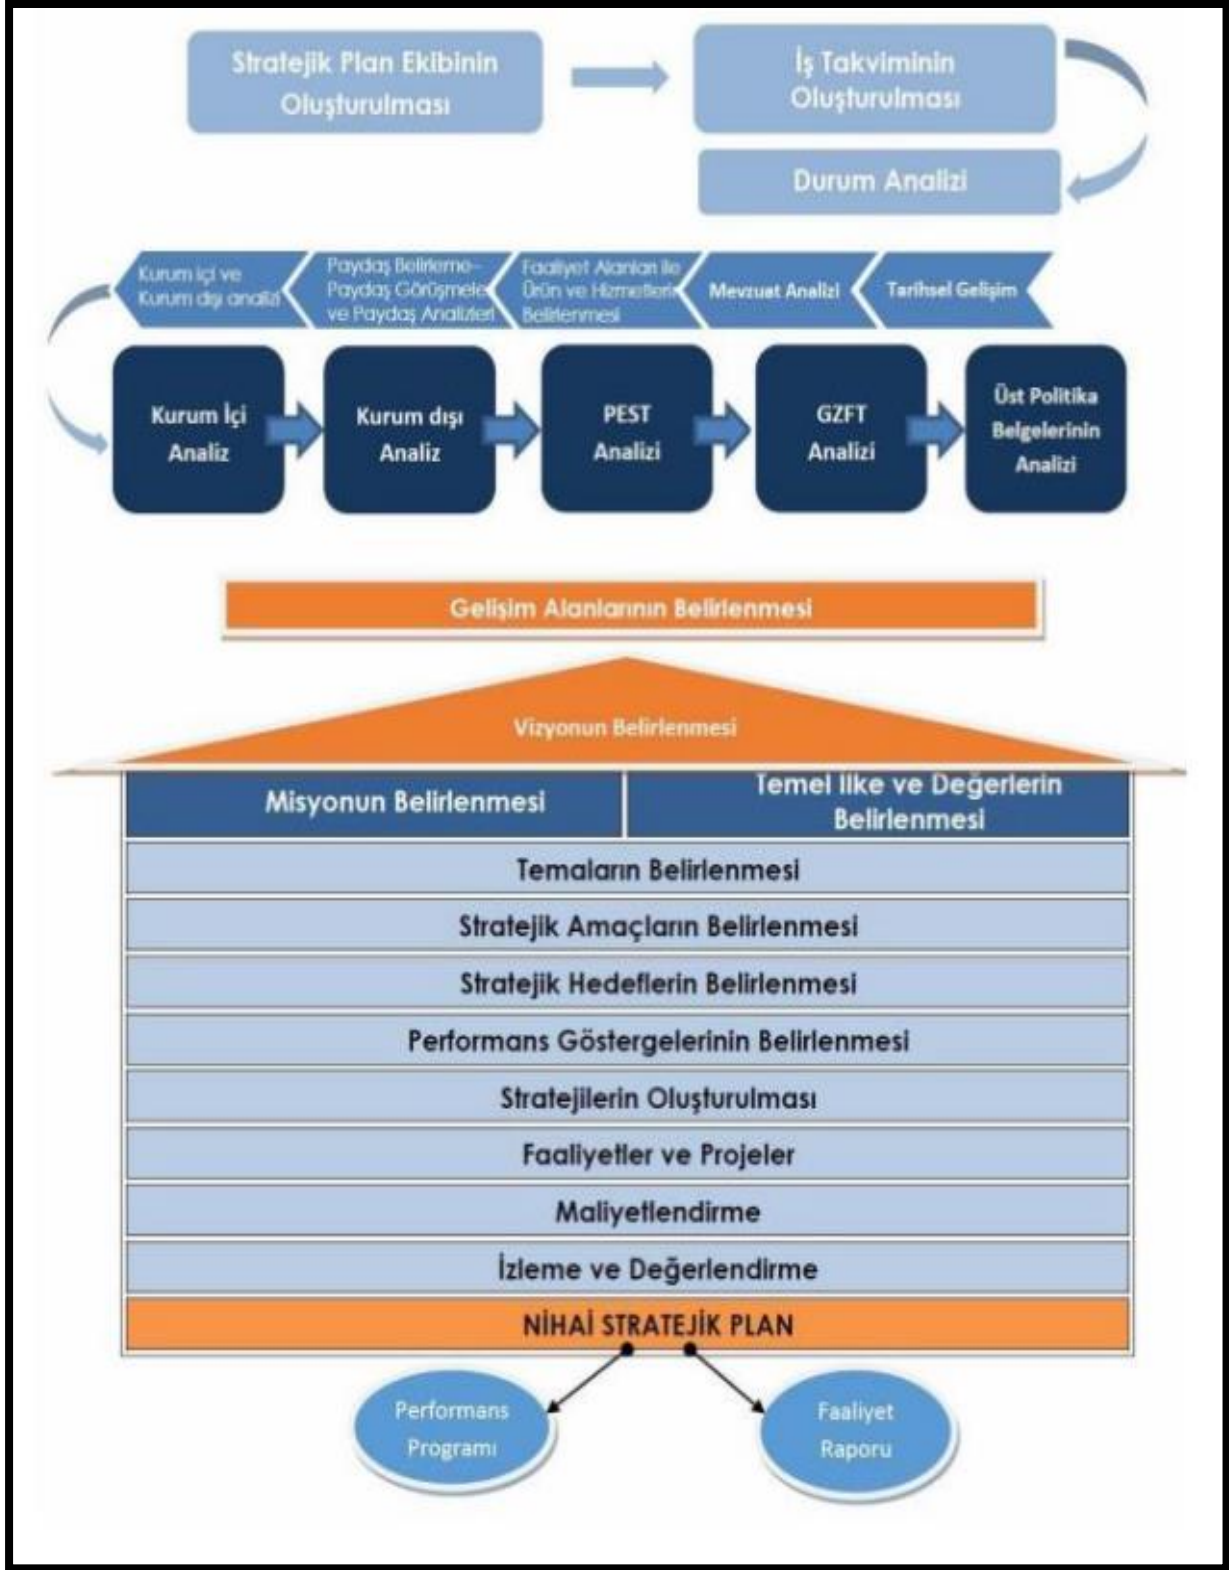 Stratejik Plan Ekibinin
Oluşturulması
İş Takviminin
Oluşturulması
Durum Analizi
Kurum içi ve
Kurum dışı analizi
Paydaş Belirleme–
Paydaş Görüşmele
ve Paydaş Analizleri
Faaliyet Alanları ile
Ürün ve Hizmetleri
Belirlenmesi
Mevzuat Analizi
Tarihsel Gelişim
Kurum İçi
Analiz
Kurum dışı
Analiz
PEST
Analizi
GZFT
Analizi
Üst Politika
Belgelerinin
Analizi
Gelişim Alanlarının Belirlenmesi
Vizyonun Belirlenmesi
Misyonun Belirlenmesi
Temel İlke ve Değerlerin
Belirlenmesi
Temaların Belirlenmesi
Stratejik Amaçların Belirlenmesi
Stratejik Hedeflerin Belirlenmesi
Performans Göstergelerinin Belirlenmesi
Stratejilerin Oluşturulması
Faaliyetler ve Projeler
Maliyetlendirme
İzleme ve Değerlendirme
NİHAİ STRATEJİK PLAN
Performans
Programı
Faaliyet
Raporu